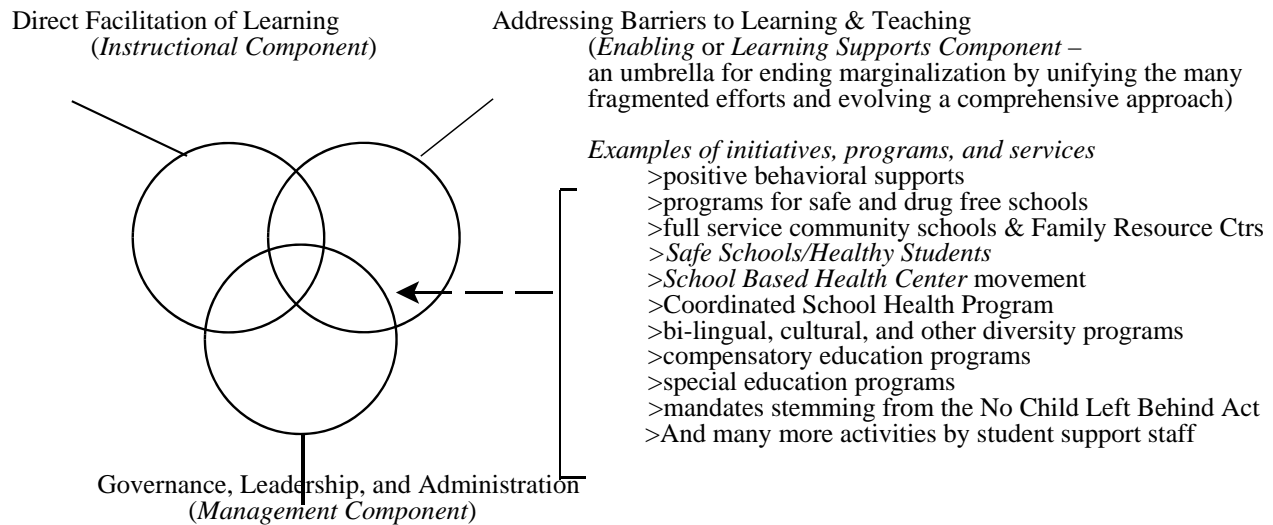 Direct Facilitation of Learning
(Instructional Component)
Addressing Barriers to Learning & Teaching
(Enabling or Learning Supports Component –
an umbrella for ending marginalization by unifying the many
fragmented efforts and evolving a comprehensive approach)
Examples of initiatives, programs, and services
>positive behavioral supports
>programs for safe and drug free schools
>full service community schools & Family Resource Ctrs
>Safe Schools/Healthy Students
>School Based Health Center movement
>Coordinated School Health Program
>bi-lingual, cultural, and other diversity programs
>compensatory education programs
>special education programs
>mandates stemming from the No Child Left Behind Act
>And many more activities by student support staff
Governance, Leadership, and Administration
(Management Component)